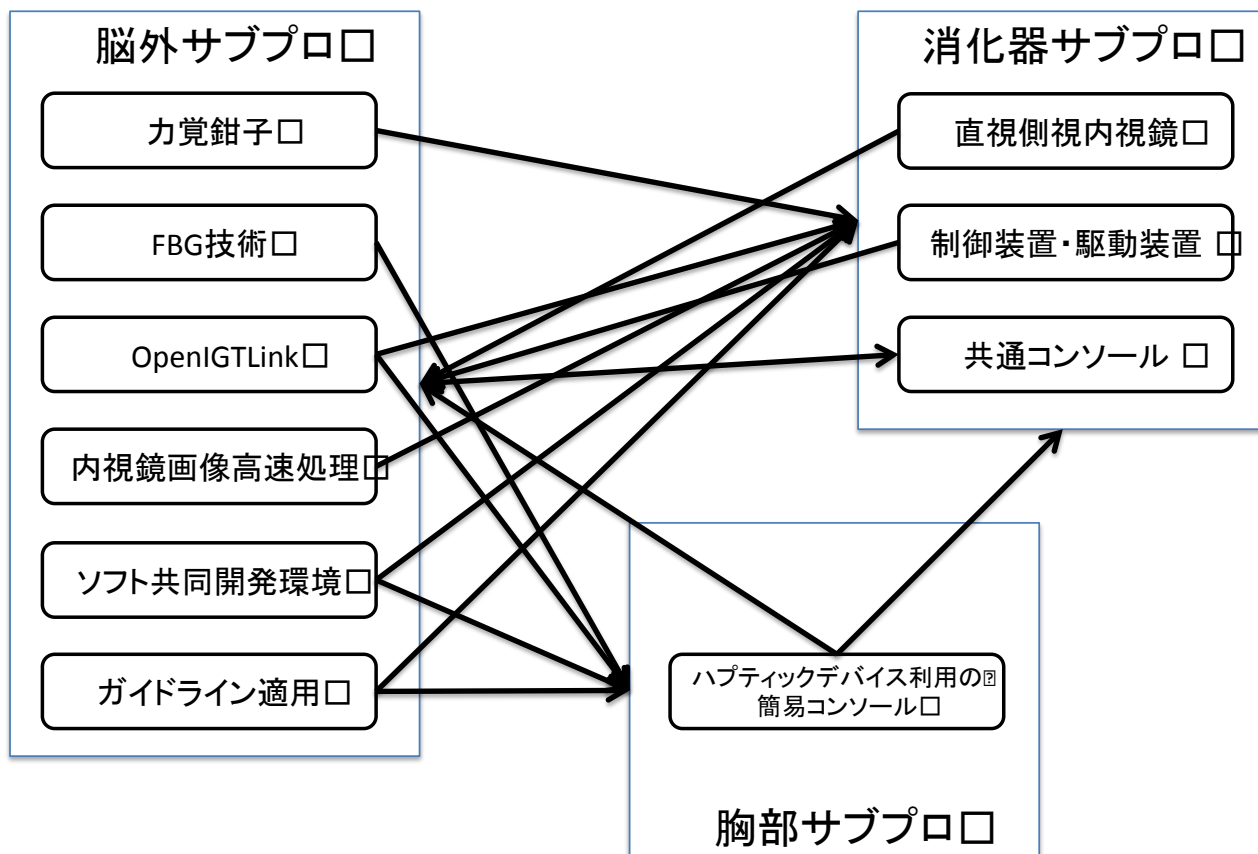 脳外サブプロ□
力覚鉗子□
FBG技術□
OpenIGTLink□
内視鏡画像高速処理□
ソフト共同開発環境□
ガイドライン適用□
消化器サブプロ□
直視側視内視鏡□
制御装置・駆動装置 □
共通コンソール □
ハプティックデバイス利用の⍰
簡易コンソール□
胸部サブプロ□